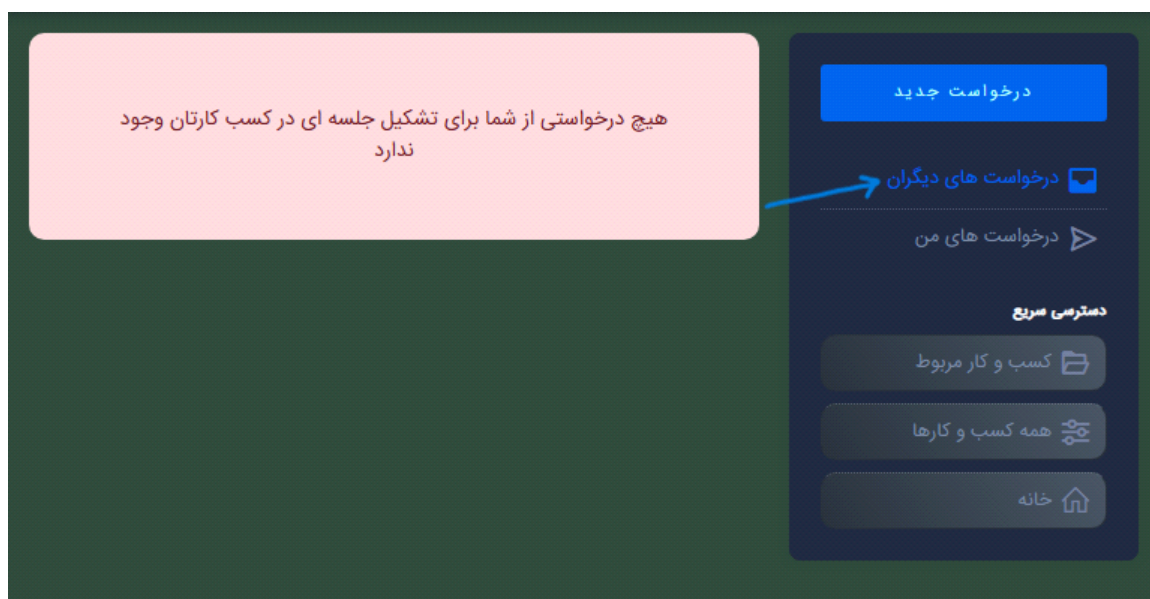 درخواست جدید
درخواست های دیگران
درخواست های من
دسترسی سریع
کسب و کار مربوط
همه کسب و کارها
خانه
هیچ درخواستی از شما برای تشکیل جلسه ای در کسب کارتان وجود
ندارد